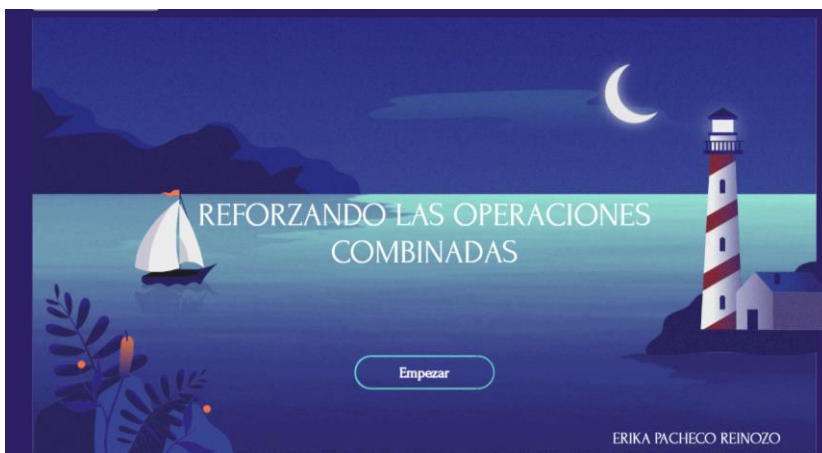 REFORZANDO LAS OPERACIONES
COMBINADAS
Empezar
ERIKA PACHECO REINOZO